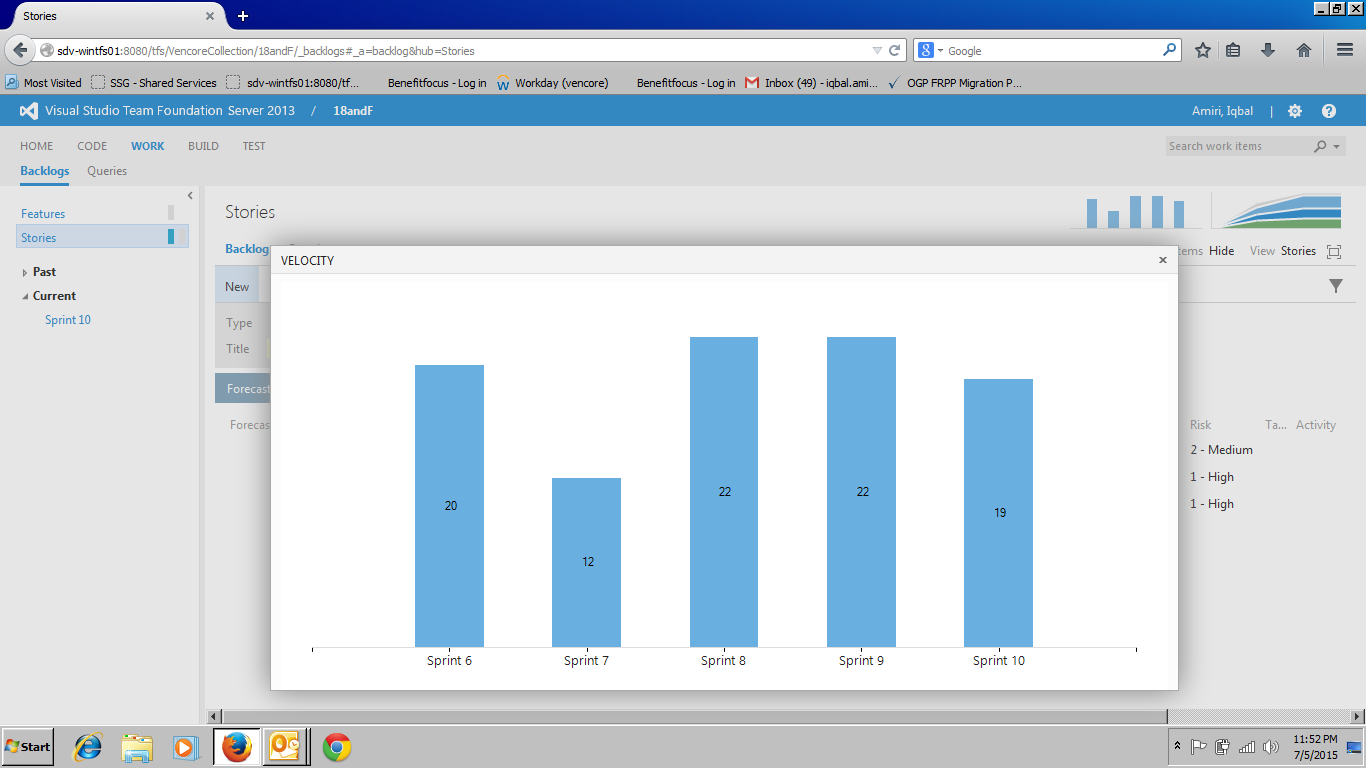 Stories
sdv-wintfs01:8080/tfs/VencoreCollection/18andF/_backlogs#_a=backlog&hub=Stories
Google
Most Visited SSG - Shared Services sdv-wintfs01:8080/tf... Benefitfocus - Log in Workday (vencore) Benefitfocus - Log in Inbox (49) - iqbal.ami... OGP FRPP Migration P...
Visual Studio Team Foundation Server 2013 / 18andF Amiri, Iqbal |
HOME CODE WORK BUILD TEST Search work items
Backlogs Queries
Features
Stories
Past
Current
Sprint 10
Stories
Backlog
tems Hide View Stories
New
Type
Title
Forecast
Forecas
Risk Ta... Activity
2 - Medium
1 - High
1 - High
VELOCITY
20 12 22 22 19
Sprint 6 Sprint 7 Sprint 8 Sprint 9 Sprint 10
Start
11:52 PM
7/5/2015